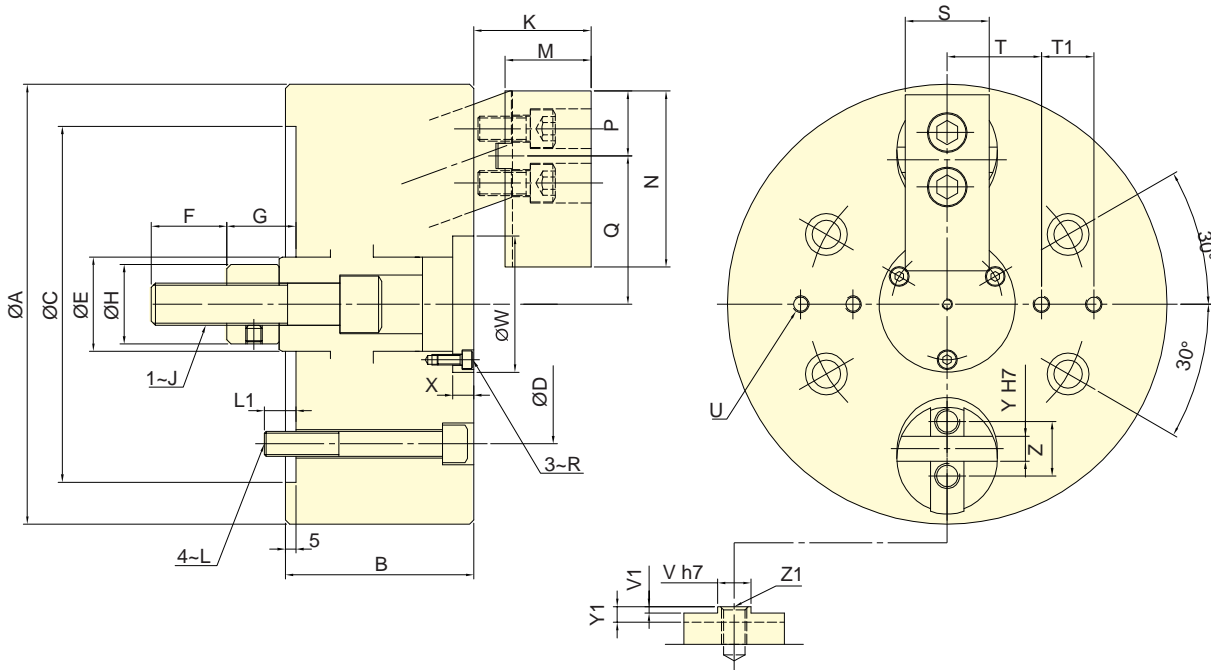 K
M
S
T
T1
P
N
Q
F
G
ØA
ØC
ØE
ØH
ØW
ØD
1~J
X
L1
3~R
4~L
5
B
30°
30°
U
Y H7
Z
V1
V h7
Z1
Y1